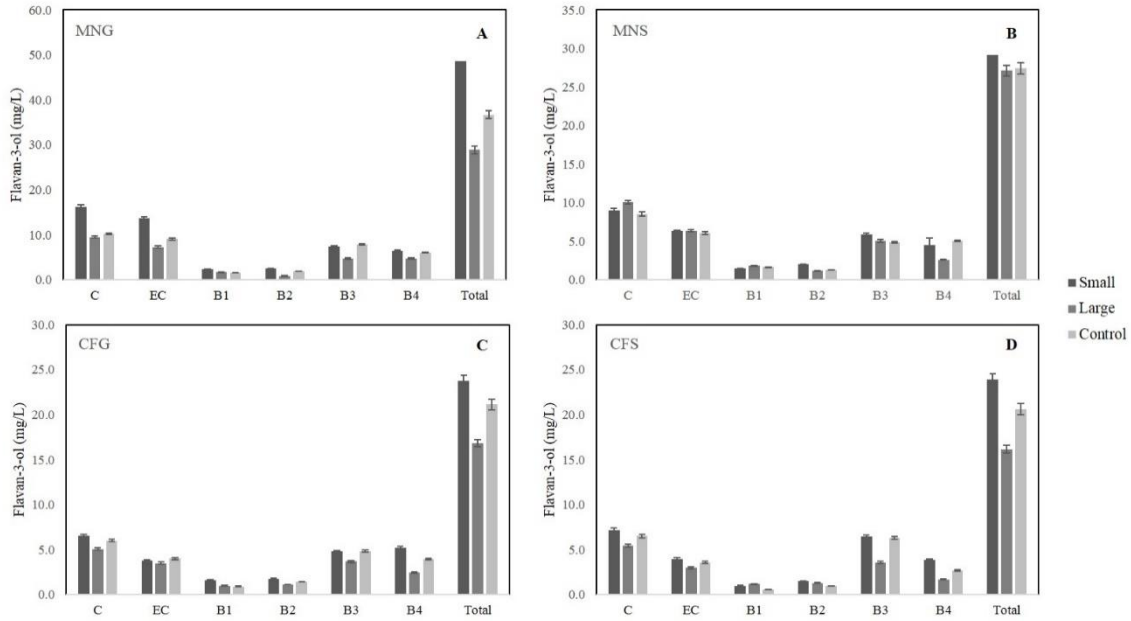 60.0
50.0
40.0
30.0
20.0
10.0
0.0
Flavan-3-ol (mg/L)
MNG
A
C EC B1 B2 B3 B4 Total
35.0
30.0
25.0
20.0
15.0
10.0
5.0
0.0
Flavan-3-ol (mg/L)
MNS
B
C EC B1 B2 B3 B4 Total
30.0
25.0
20.0
15.0
10.0
5.0
0.0
Flavan-3-ol (mg/L)
CFG
C
C EC B1 B2 B3 B4 Total
30.0
25.0
20.0
15.0
10.0
5.0
0.0
Flavan-3-ol (mg/L)
CFS
D
C EC B1 B2 B3 B4 Total
Small
Large
Control